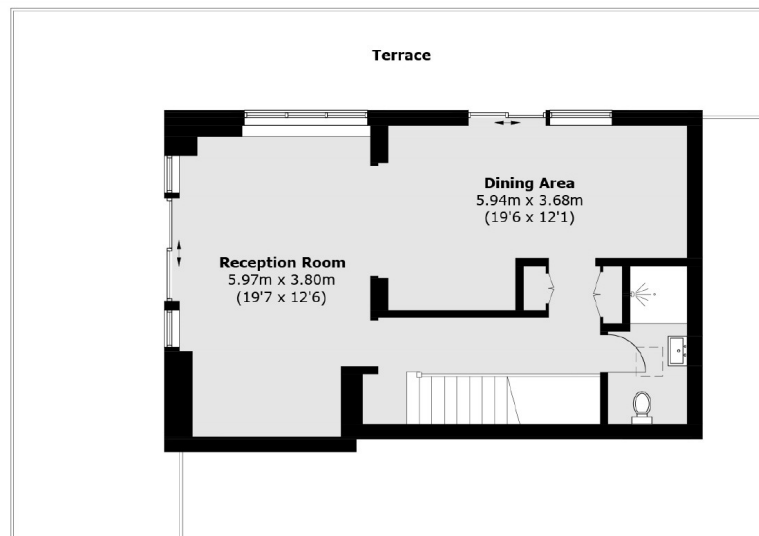 Terrace
Dining Area
5.94m x 3.68m
(19'6 x 12'1)
Reception Room
5.97m x 3.80m
(19'7 x 12'6)